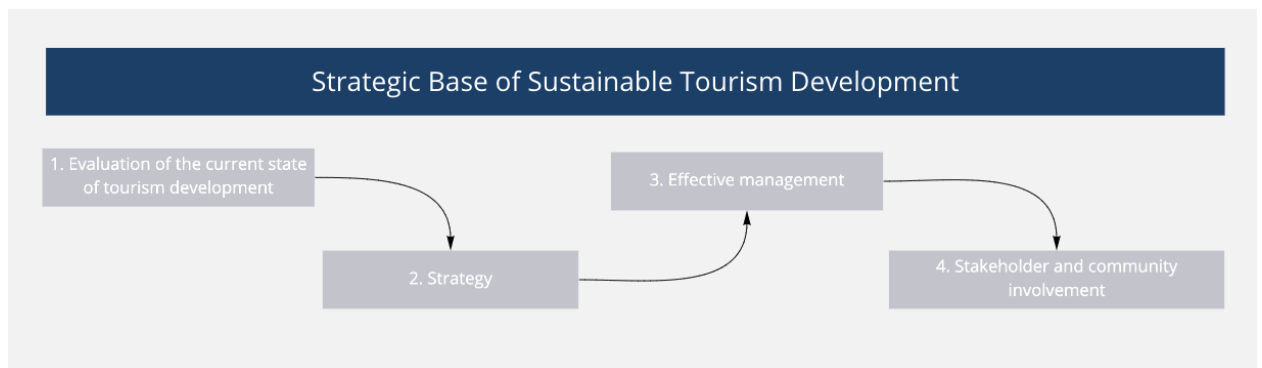 Strategic Base of Sustainable Tourism Development
1. Evaluation of the current state
of tourism development
2. Strategy
3. Effective management
4. Stakeholder and community
involvement